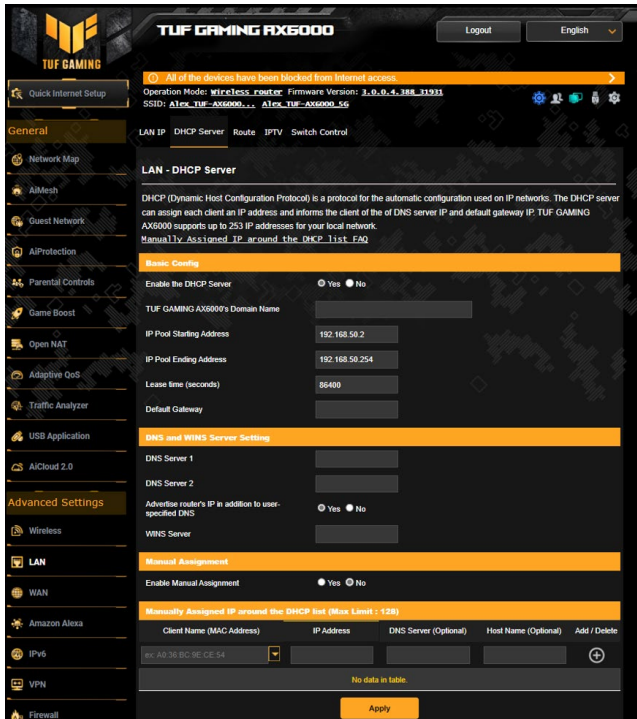 TUF GAMING
TUF GAMING AX6000
Logout
English
Quick Internet Setup
All of the devices have been blocked from Internet access.
Operation Mode: Wireless router Firmware Version: 3.0.0.4.388_31931
SSID: Alex_TUF-AX6000... Alex_TUF-AX6000_5G
General
Network Map
AiMesh
Guest Network
AiProtection
Parental Controls
Game Boost
Open NAT
Adaptive QoS
Traffic Analyzer
USB Application
AiCloud 2.0
Advanced Settings
Wireless
LAN
WAN
Amazon Alexa
IPv6
VPN
Firewall
LAN IP DHCP Server Route IPTV Switch Control
LAN - DHCP Server
DHCP (Dynamic Host Configuration Protocol) is a protocol for the automatic configuration used on IP networks. The DHCP server
can assign each client an IP address and informs the client of the of DNS server IP and default gateway IP. TUF GAMING
AX6000 supports up to 253 IP addresses for your local network.
Manually Assigned IP around the DHCP list FAQ
Basic Config
Enable the DHCP Server Yes No
TUF GAMING AX6000's Domain Name
IP Pool Starting Address 192.168.50.2
IP Pool Ending Address 192.168.50.254
Lease time (seconds) 86400
Default Gateway
DNS and WINS Server Setting
DNS Server 1
DNS Server 2
Advertise router's IP in addition to user-
specified DNS Yes No
WINS Server
Manual Assignment
Enable Manual Assignment Yes No
Manually Assigned IP around the DHCP list (Max Limit : 128)
Client Name (MAC Address) IP Address DNS Server (Optional) Host Name (Optional) Add / Delete
ex: A0:36:BC:9E:CE:54
No data in table.
Apply